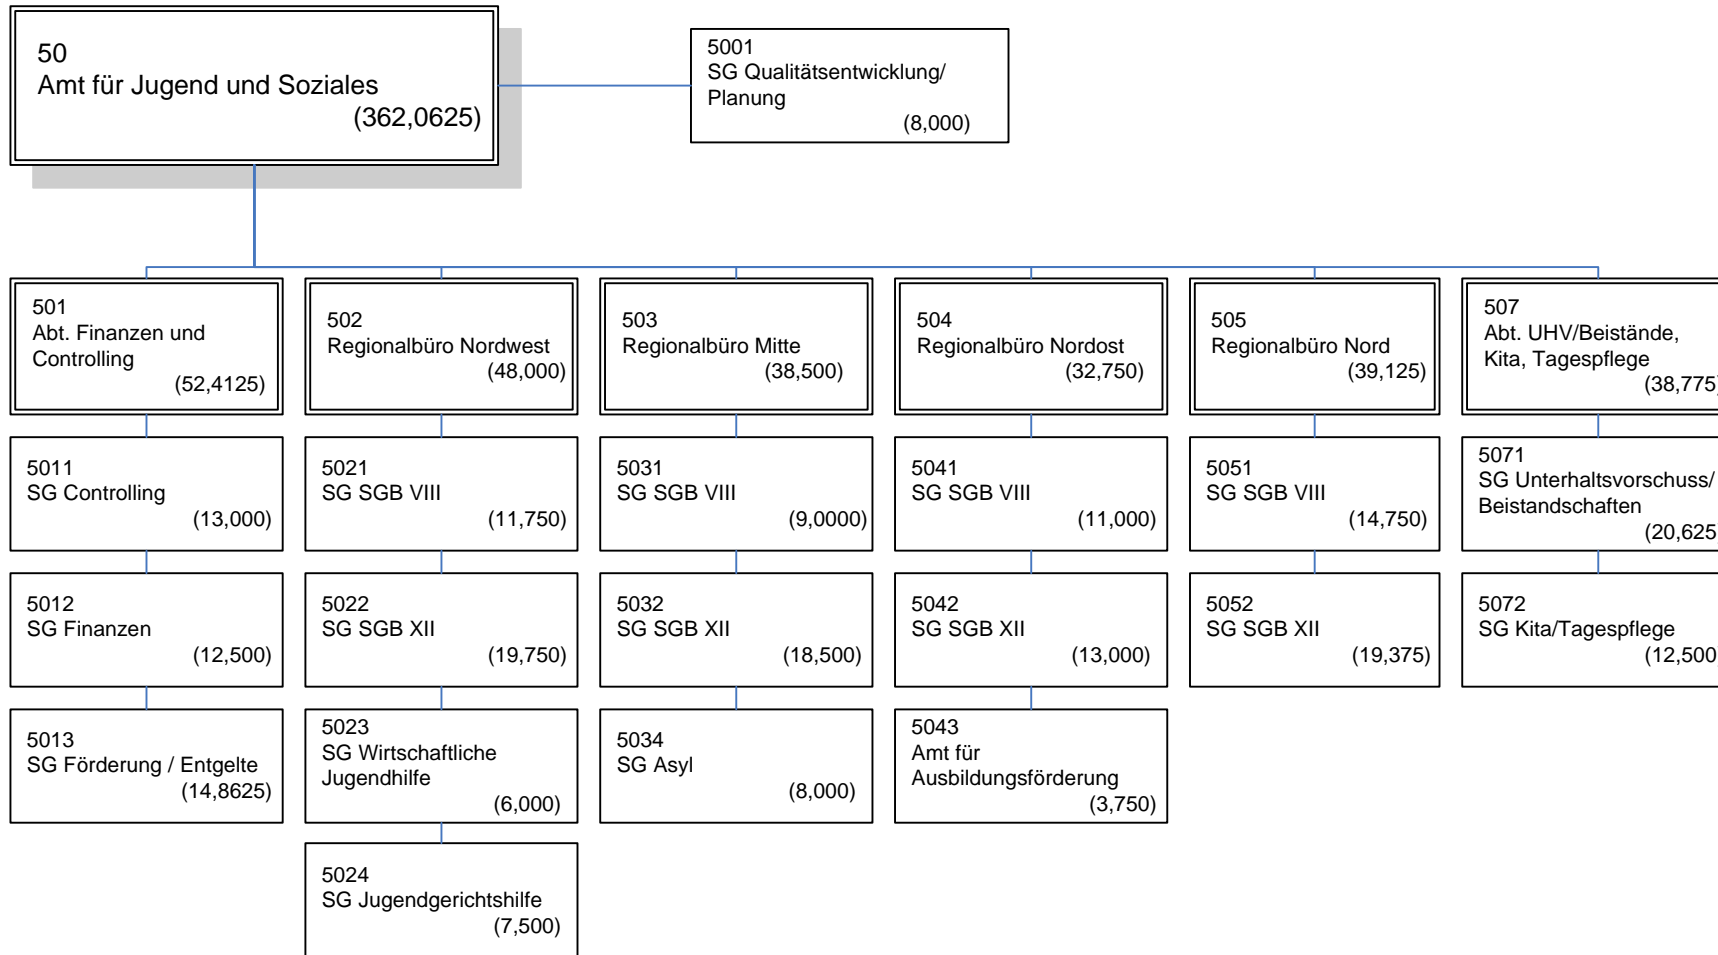 50
Amt für Jugend und Soziales
(362,0625)
5001
SG Qualitätsentwicklung/
Planung
(8,000)
501
Abt. Finanzen und
Controlling
(52,4125)
502
Regionalbüro Nordwest
(48,000)
503
Regionalbüro Mitte
(38,500)
504
Regionalbüro Nordost
(32,750)
505
Regionalbüro Nord
(39,125)
507
Abt. UHV/Beistände,
Kita, Tagespflege
(38,775)
5011
SG Controlling
(13,000)
5021
SG SGB VIII
(11,750)
5031
SG SGB VIII
(9,0000)
5041
SG SGB VIII
(11,000)
5051
SG SGB VIII
(14,750)
5071
SG Unterhaltsvorschuss/
Beistandschaften
(20,625
5012
SG Finanzen
(12,500)
5022
SG SGB XII
(19,750)
5032
SG SGB XII
(18,500)
5042
SG SGB XII
(13,000)
5052
SG SGB XII
(19,375)
5072
SG Kita/Tagespflege
(12,500
5013
SG Förderung / Entgelte
(14,8625)
5023
SG Wirtschaftliche
Jugendhilfe
(6,000)
5034
SG Asyl
(8,000)
5043
Amt für
Ausbildungsförderung
(3,750)
5024
SG Jugendgerichtshilfe
(7,500)